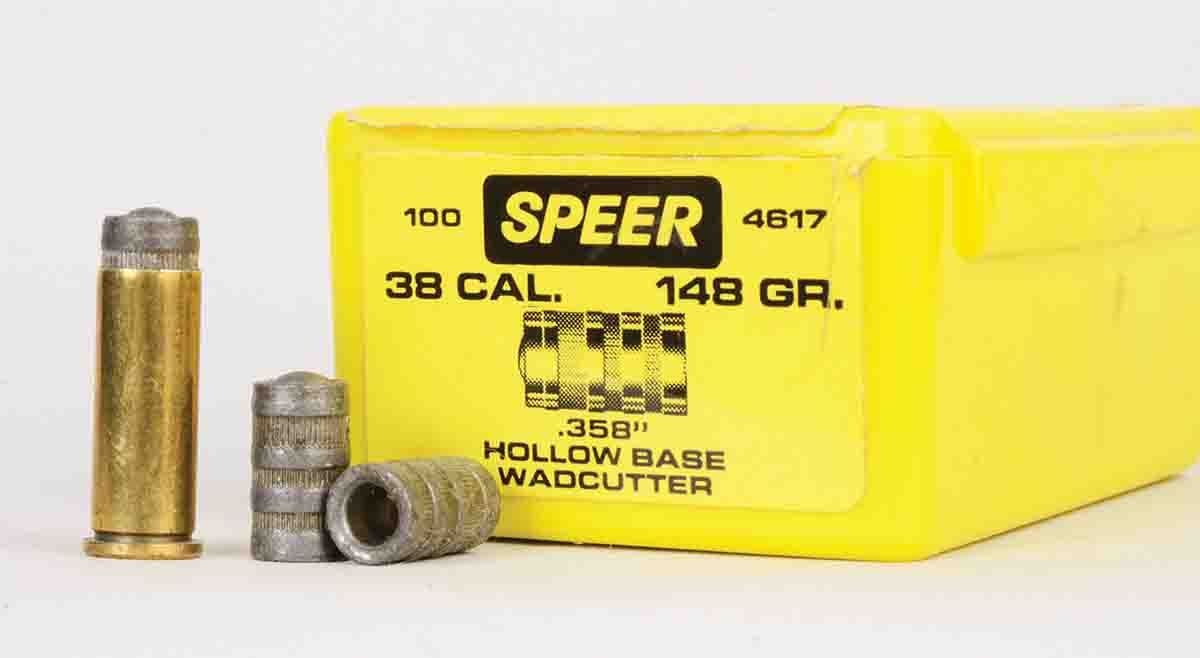 100 SPEER 4617
38 CAL. 148 GR.
.358"
HOLLOW BASE
WADCUTTER